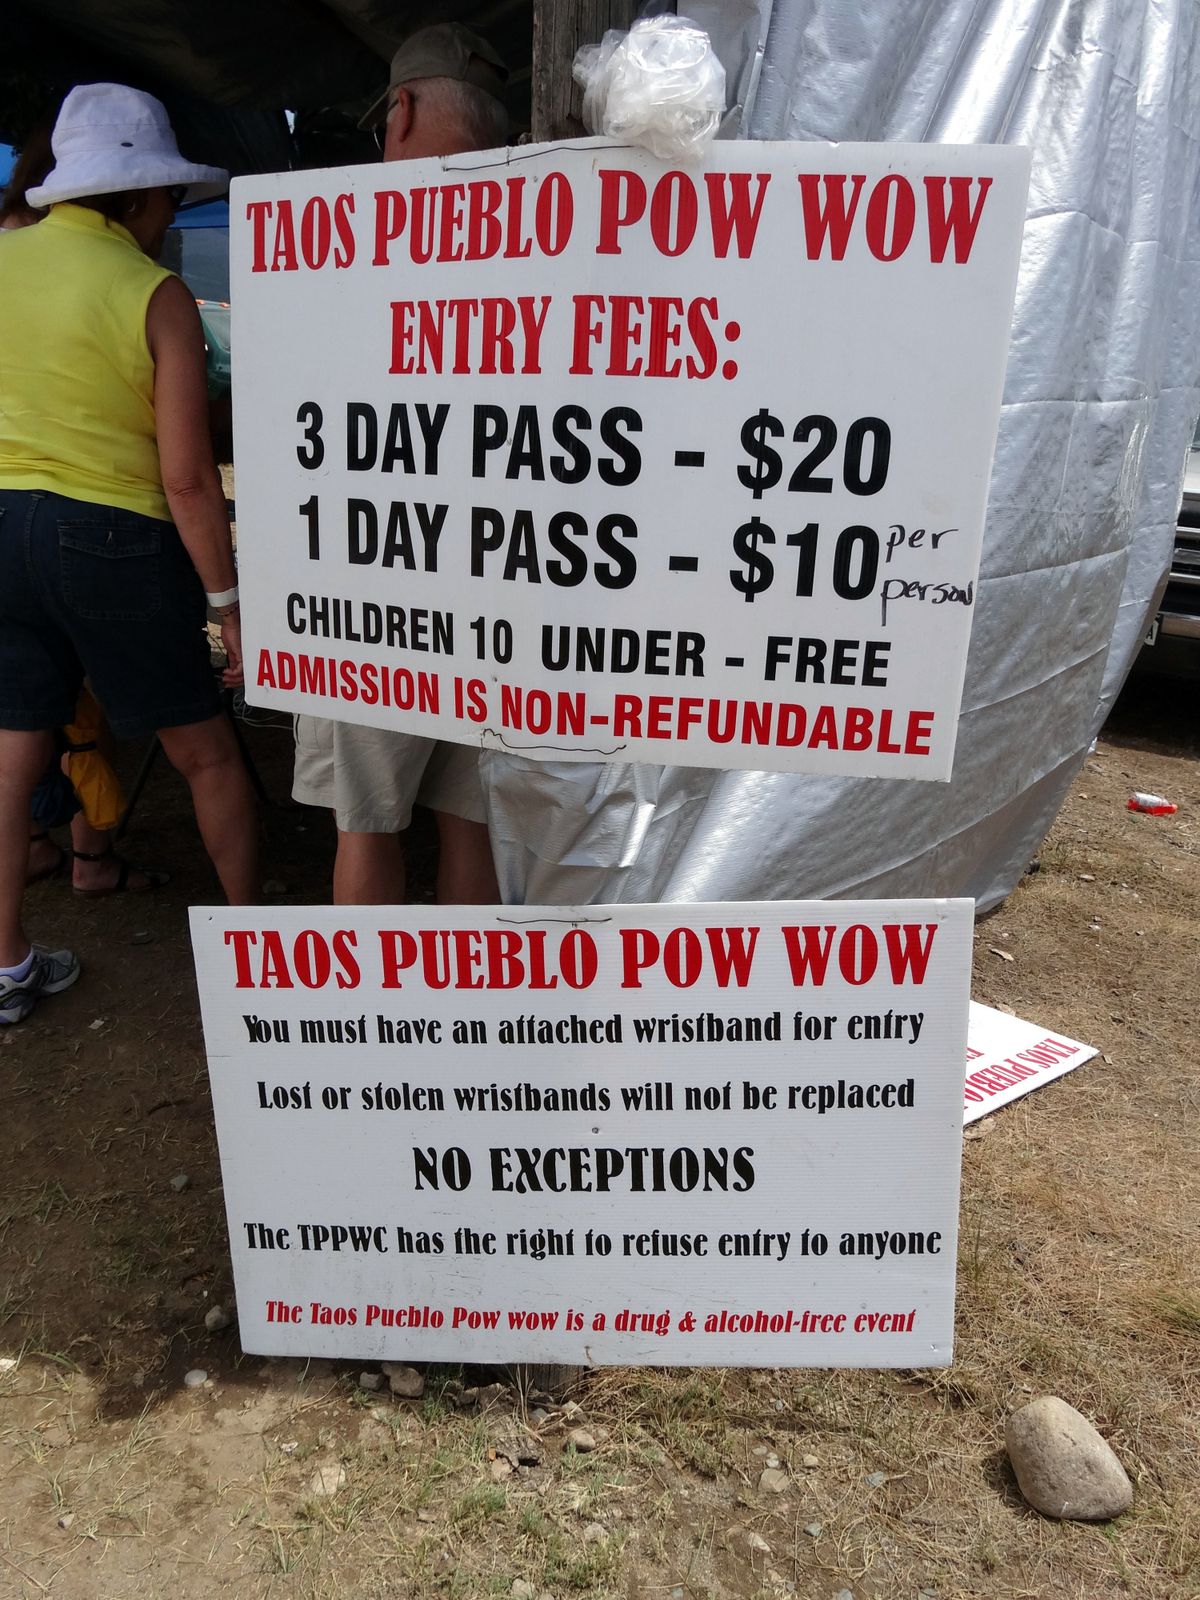 TAOS PUEBLO POW WOW
ENTRY FEES:
3 DAY PASS - $20
1 DAY PASS - $10 per person
CHILDREN 10 UNDER - FREE
ADMISSION IS NON-REFUNDABLE
TAOS PUEBLO POW WOW
You must have an attached wristband for entry
Lost or stolen wristbands will not be replaced
NO EXCEPTIONS
The TPPWC has the right to refuse entry to anyone
The Taos Pueblo Pow wow is a drug & alcohol-free event
TAOS PUEBLO